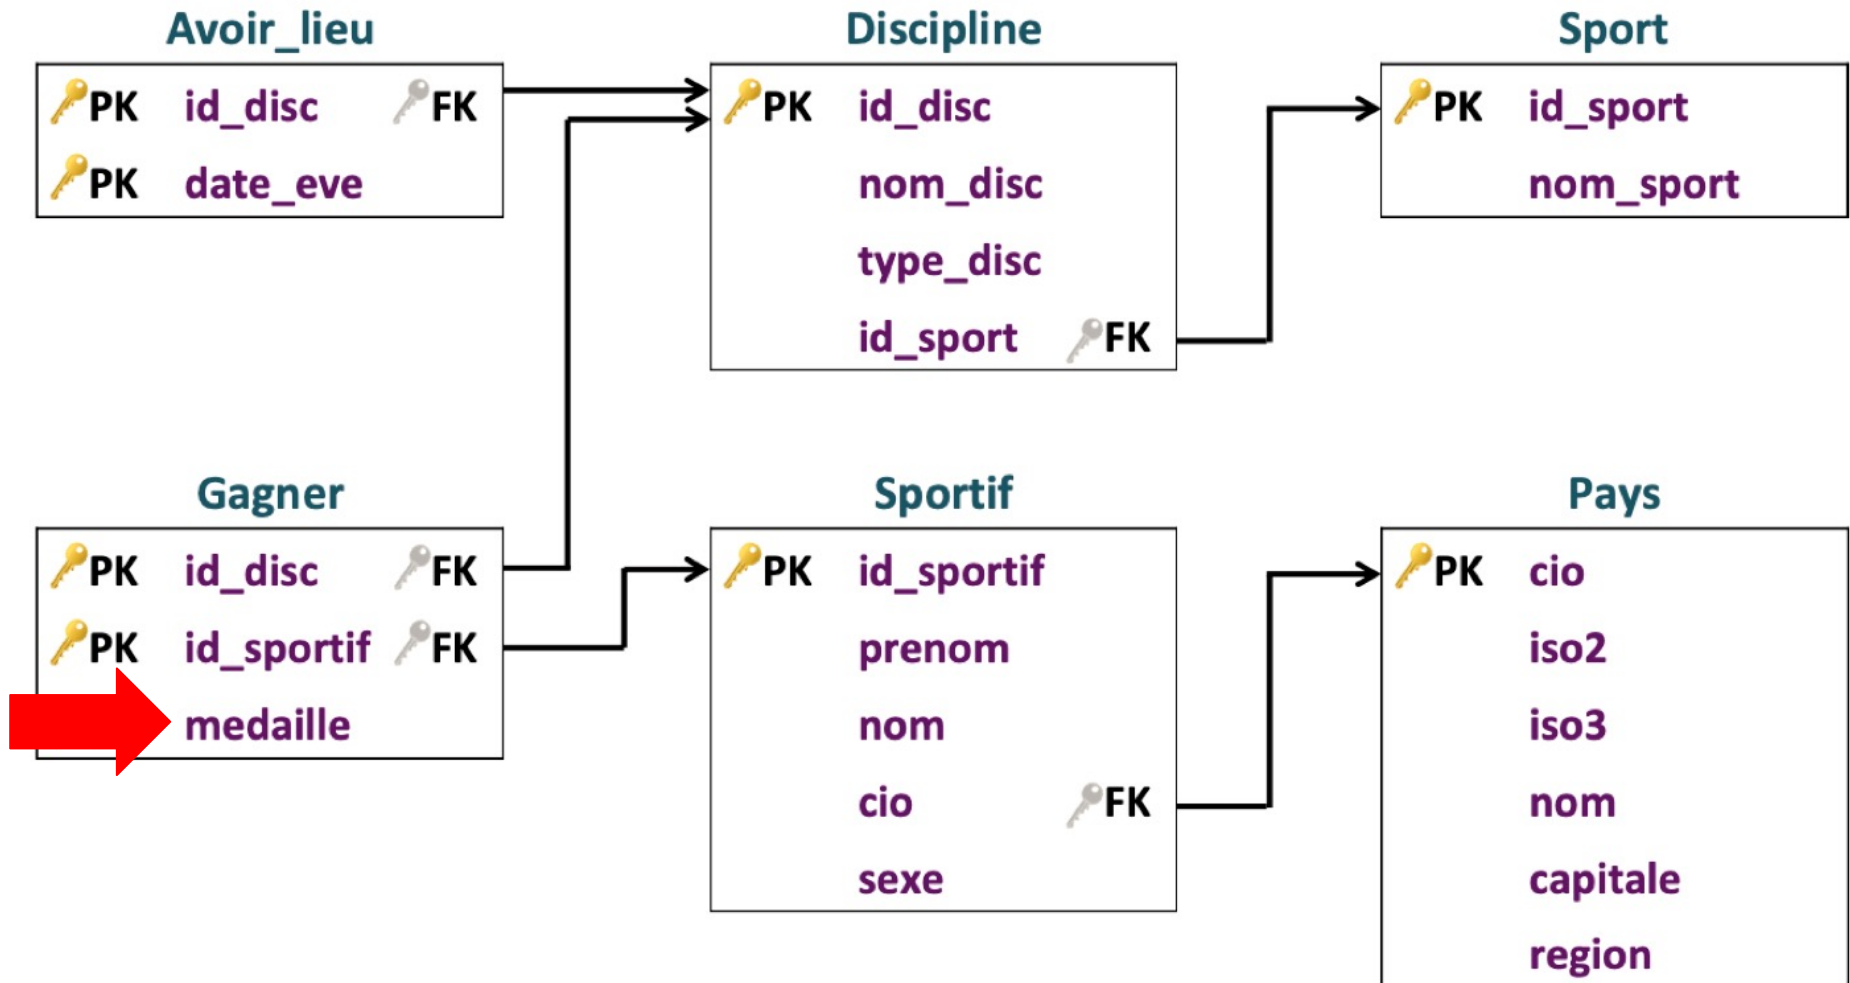 Avoir_lieu
PK id_disc FK
PK date_eve
Discipline
PK id_disc
nom_disc
type_disc
id_sport FK
Sport
PK id_sport
nom_sport
Gagner
PK id_disc FK
PK id_sportif FK
medaille
Sportif
PK id_sportif
prenom
nom
cio FK
sexe
Pays
PK cio
iso2
iso3
nom
capitale
region